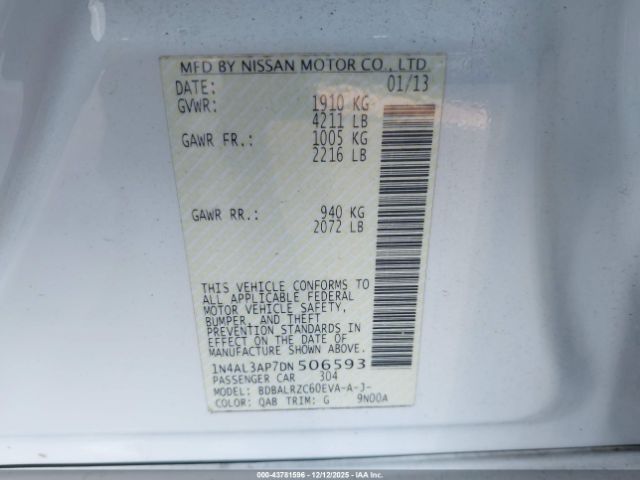 MFD BY NISSAN MOTOR CO., LTD
DATE: 01/13
GVWR: 1910 KG
4211 LB
GAWR FR.: 1005 KG
2216 LB
GAWR RR.: 940 KG
2072 LB
THIS VEHICLE CONFORMS TO
ALL APPLICABLE FEDERAL
MOTOR VEHICLE SAFETY,
BUMPER, AND THEFT
PREVENTION STANDARDS IN
EFFECT ON THE DATE OF
MANUFACTURE SHOWN ABOVE.
1N4AL3AP7DN506593
PASSENGER CAR 304
MODEL: BDBALRZC60EVA-A-J-
COLOR: QAB TRIM: G 9N00A
000-43781596 - 12/12/2025 - COPART